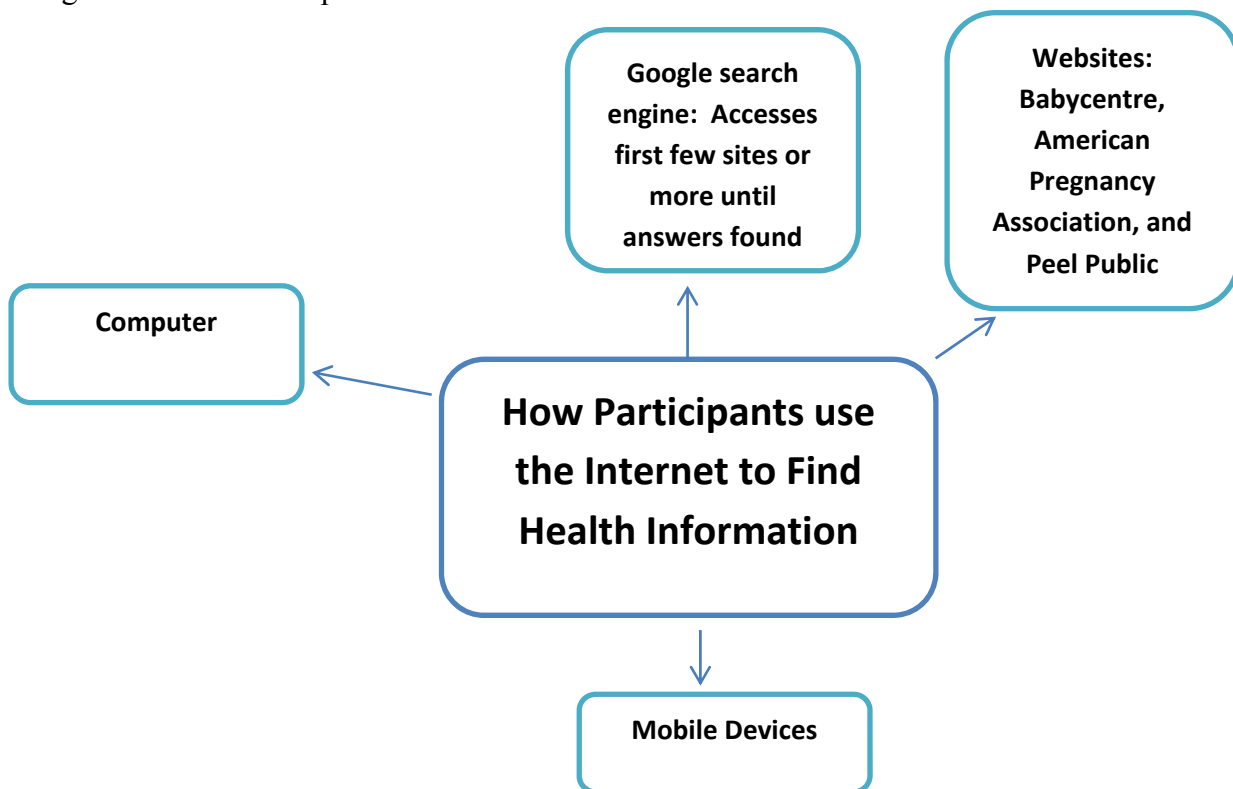 Google search
engine:  Accesses
first few sites or
more until
answers found
Websites:
Babycentre,
American
Pregnancy
Association, and
Peel Public
Computer
How Participants use
the Internet to Find
Health Information
Mobile Devices